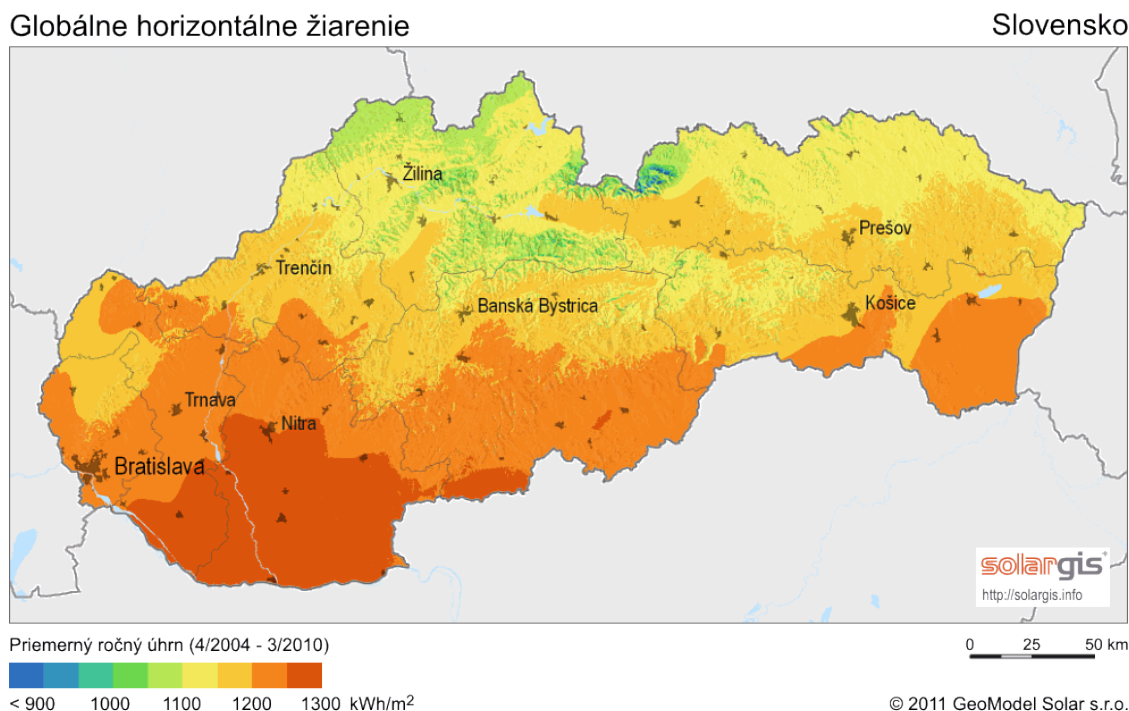 Globálne horizontálne žiarenie
Slovensko
Žilina
Prešov
Trenčín
Banská Bystrica
Košice
Trnava
Nitra
Bratislava
solargis
http://solargis.info
Priemerný ročný úhrn (4/2004 - 3/2010)
0 25 50 km
< 900 1000 1100 1200 1300 kWh/m²
© 2011 GeoModel Solar s.r.o.